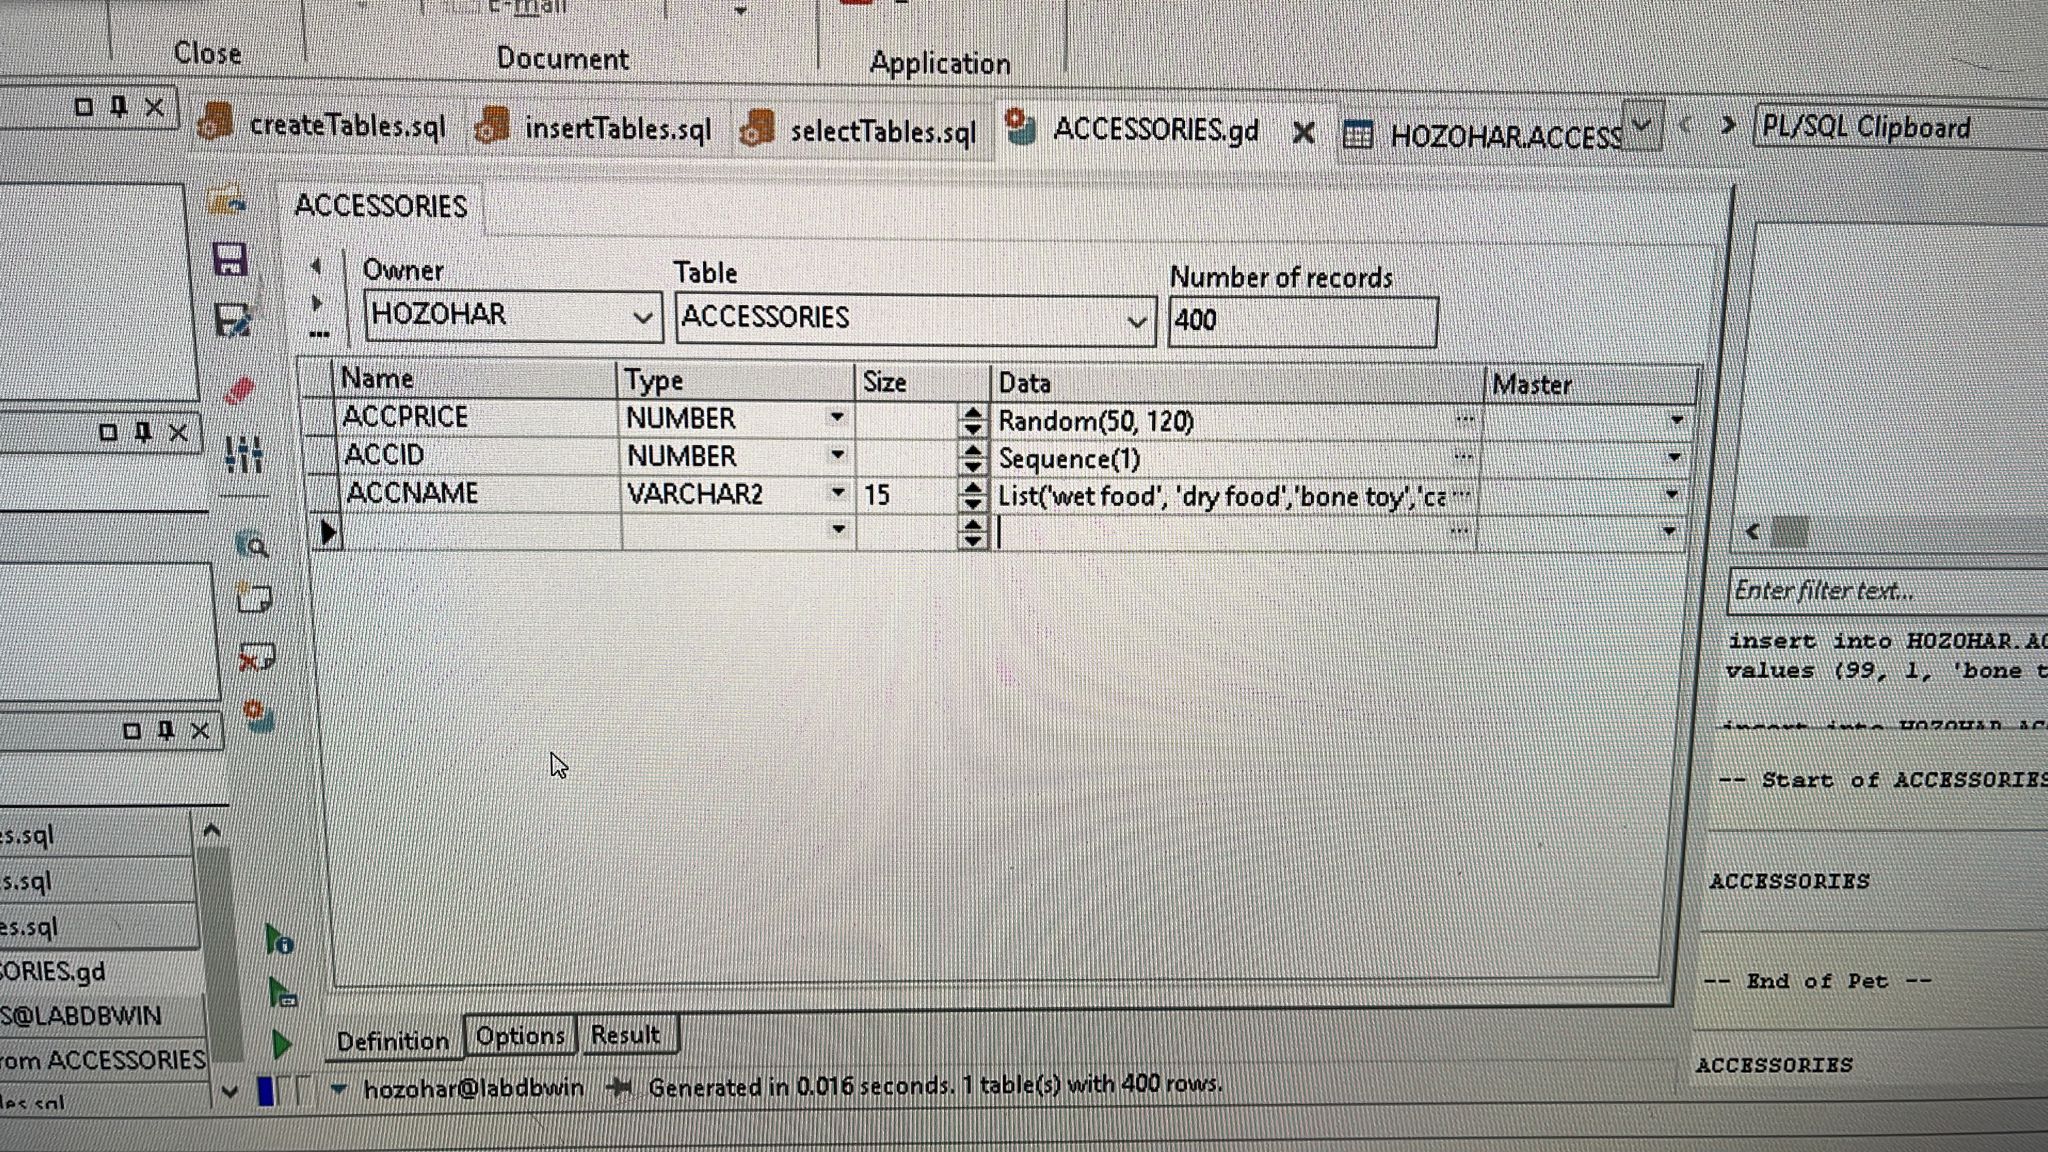 Close
Document
Application
createTables.sql
insertTables.sql
selectTables.sql
ACCESSORIES.gd
HOZOHAR.ACCESS
PL/SQL Clipboard
ACCESSORIES
Owner
Table
Number of records
HOZOHAR
ACCESSORIES
400
Name Type Size Data Master
ACCPRICE NUMBER Random(50, 120) ...
ACCID NUMBER Sequence(1) ...
ACCNAME VARCHAR2 15 List('wet food', 'dry food','bone toy','ca ...
...
Enter filter text...
insert into HOZOHAR.AC
values (99, 1, 'bone t
insert into HOZOHAR.AC
-- Start of ACCESSORIES
ACCESSORIES
-- End of Pet --
ACCESSORIES
es.sql
s.sql
es.sql
SORIES.gd
S@LABDBWIN
rom ACCESSORIES
les.sql
Definition
Options
Result
hozohar@labdbwin
Generated in 0.016 seconds. 1 table(s) with 400 rows.